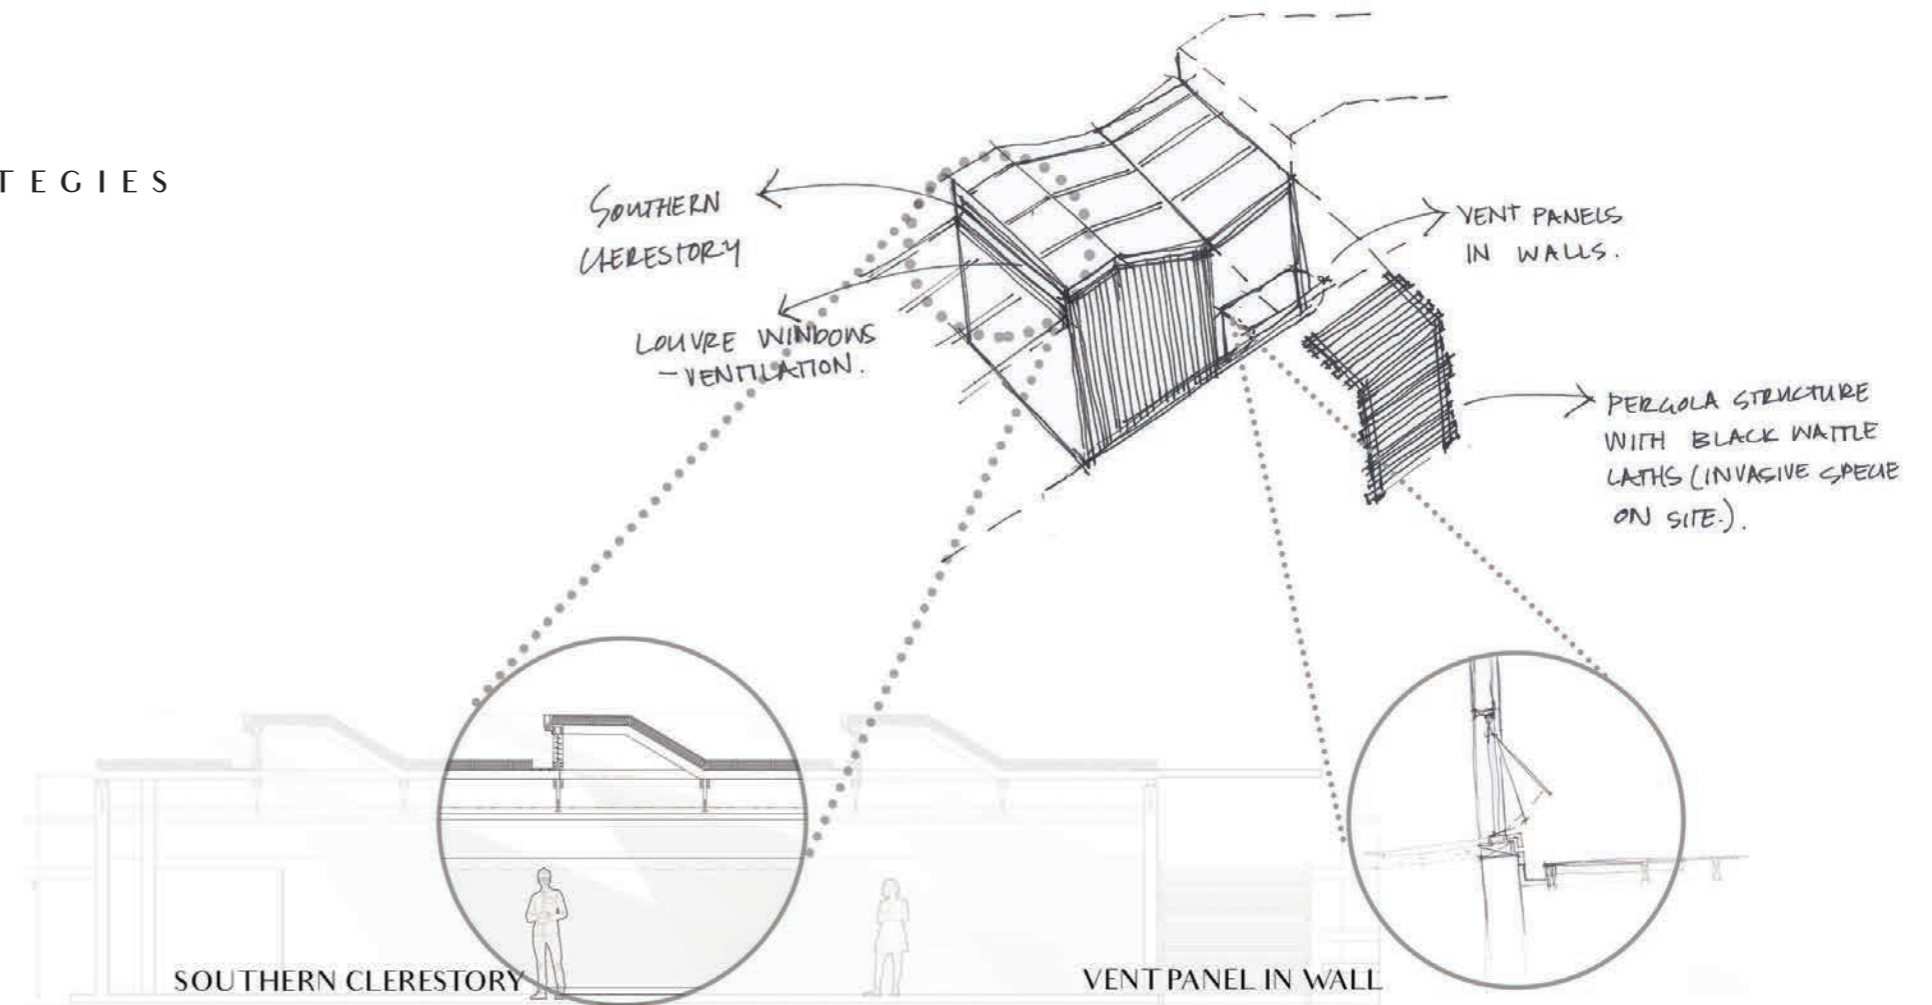 TEGIES
SOUTHERN
CLERESTORY
LOUVRE WINDOWS
- VENTILATION.
VENT PANELS
IN WALLS.
PERGOLA STRUCTURE
WITH BLACK WATTLE
LATHS (INVASIVE SPECIE
ON SITE.).
SOUTHERN CLERESTORY
VENT PANEL IN WALL